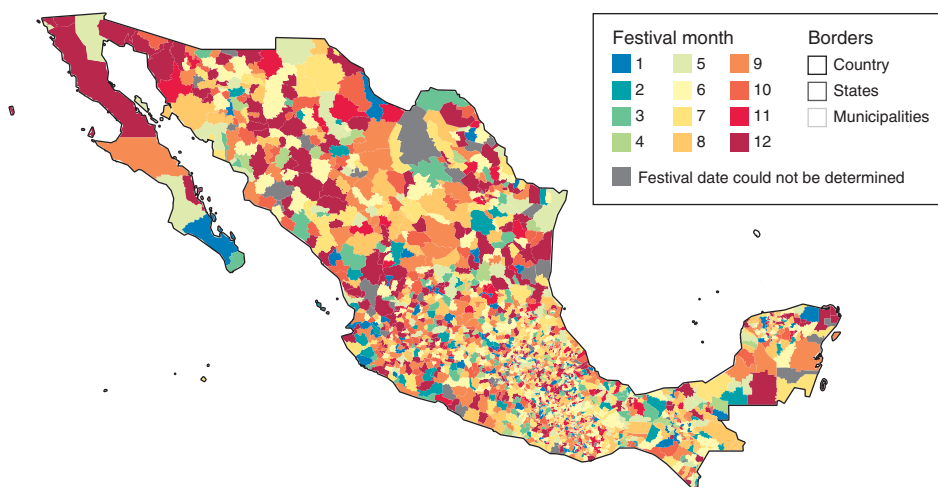 Festival month
1 5 9
2 6 10
3 7 11
4 8 12
Festival date could not be determined
Borders
Country
States
Municipalities